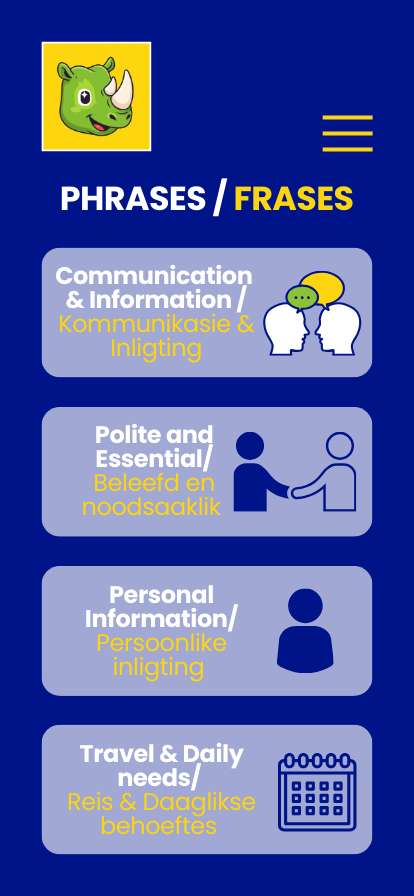 PHRASES / FRASES
Communication
& Information /
Kommunikasie &
Inligting
Polite and
Essential/
Beleefd en
noodsaaklik
Personal
Information/
Persoonlike
inligting
Travel & Daily
needs/
Reis & Daaglikse
behoeftes